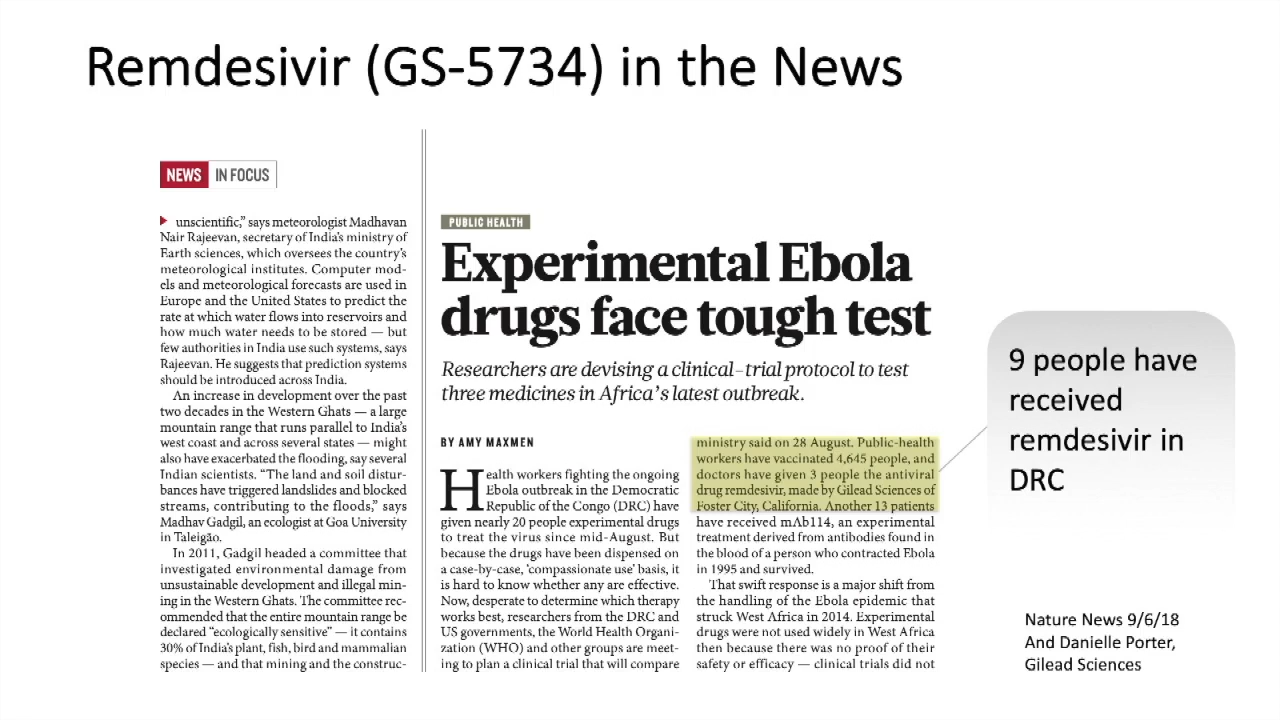 Remdesivir (GS-5734) in the News
NEWS IN FOCUS
unscientific,” says meteorologist Madhavan
Nair Rajeevan, secretary of India’s ministry of
Earth sciences, which oversees the country’s
meteorological institutes. Computer mod-
els and meteorological forecasts are used in
Europe and the United States to predict the
rate at which water flows into reservoirs and
how much water needs to be stored — but
few authorities in India use such systems, says
Rajeevan. He suggests that prediction systems
should be introduced across India.
An increase in development over the past
two decades in the Western Ghats — a large
mountain range that runs parallel to India’s
west coast and across several states — might
also have exacerbated the flooding, say several
Indian scientists. “The land and soil distur-
bances have triggered landslides and blocked
streams, contributing to the floods,” says
Madhav Gadgil, an ecologist at Goa University
in Taleigão.
In 2011, Gadgil headed a committee that
investigated environmental damage from
unsustainable development and illegal min-
ing in the Western Ghats. The committee rec-
ommended that the entire mountain range be
declared “ecologically sensitive” — it contains
30% of India’s plant, fish, bird and mammalian
species — and that mining and the construc-
PUBLIC HEALTH
Experimental Ebola
drugs face tough test
Researchers are devising a clinical-trial protocol to test
three medicines in Africa’s latest outbreak.
BY AMY MAXMEN
Health workers fighting the ongoing
Ebola outbreak in the Democratic
Republic of the Congo (DRC) have
given nearly 20 people experimental drugs
to treat the virus since mid-August. But
because the drugs have been dispensed on
a case-by-case, ‘compassionate use’ basis, it
is hard to know whether any are effective.
Now, desperate to determine which therapy
works best, researchers from the DRC and
US governments, the World Health Organi-
zation (WHO) and other groups are meet-
ing to plan a clinical trial that will compare
ministry said on 28 August. Public-health
workers have vaccinated 4,645 people, and
doctors have given 3 people the antiviral
drug remdesivir, made by Gilead Sciences of
Foster City, California. Another 13 patients
have received mAb114, an experimental
treatment derived from antibodies found in
the blood of a person who contracted Ebola
in 1995 and survived.
That swift response is a major shift from
the handling of the Ebola epidemic that
struck West Africa in 2014. Experimental
drugs were not used widely in West Africa
then because there was no proof of their
safety or efficacy — clinical trials did not
9 people have
received
remdesivir in
DRC
Nature News 9/6/18
And Danielle Porter,
Gilead Sciences